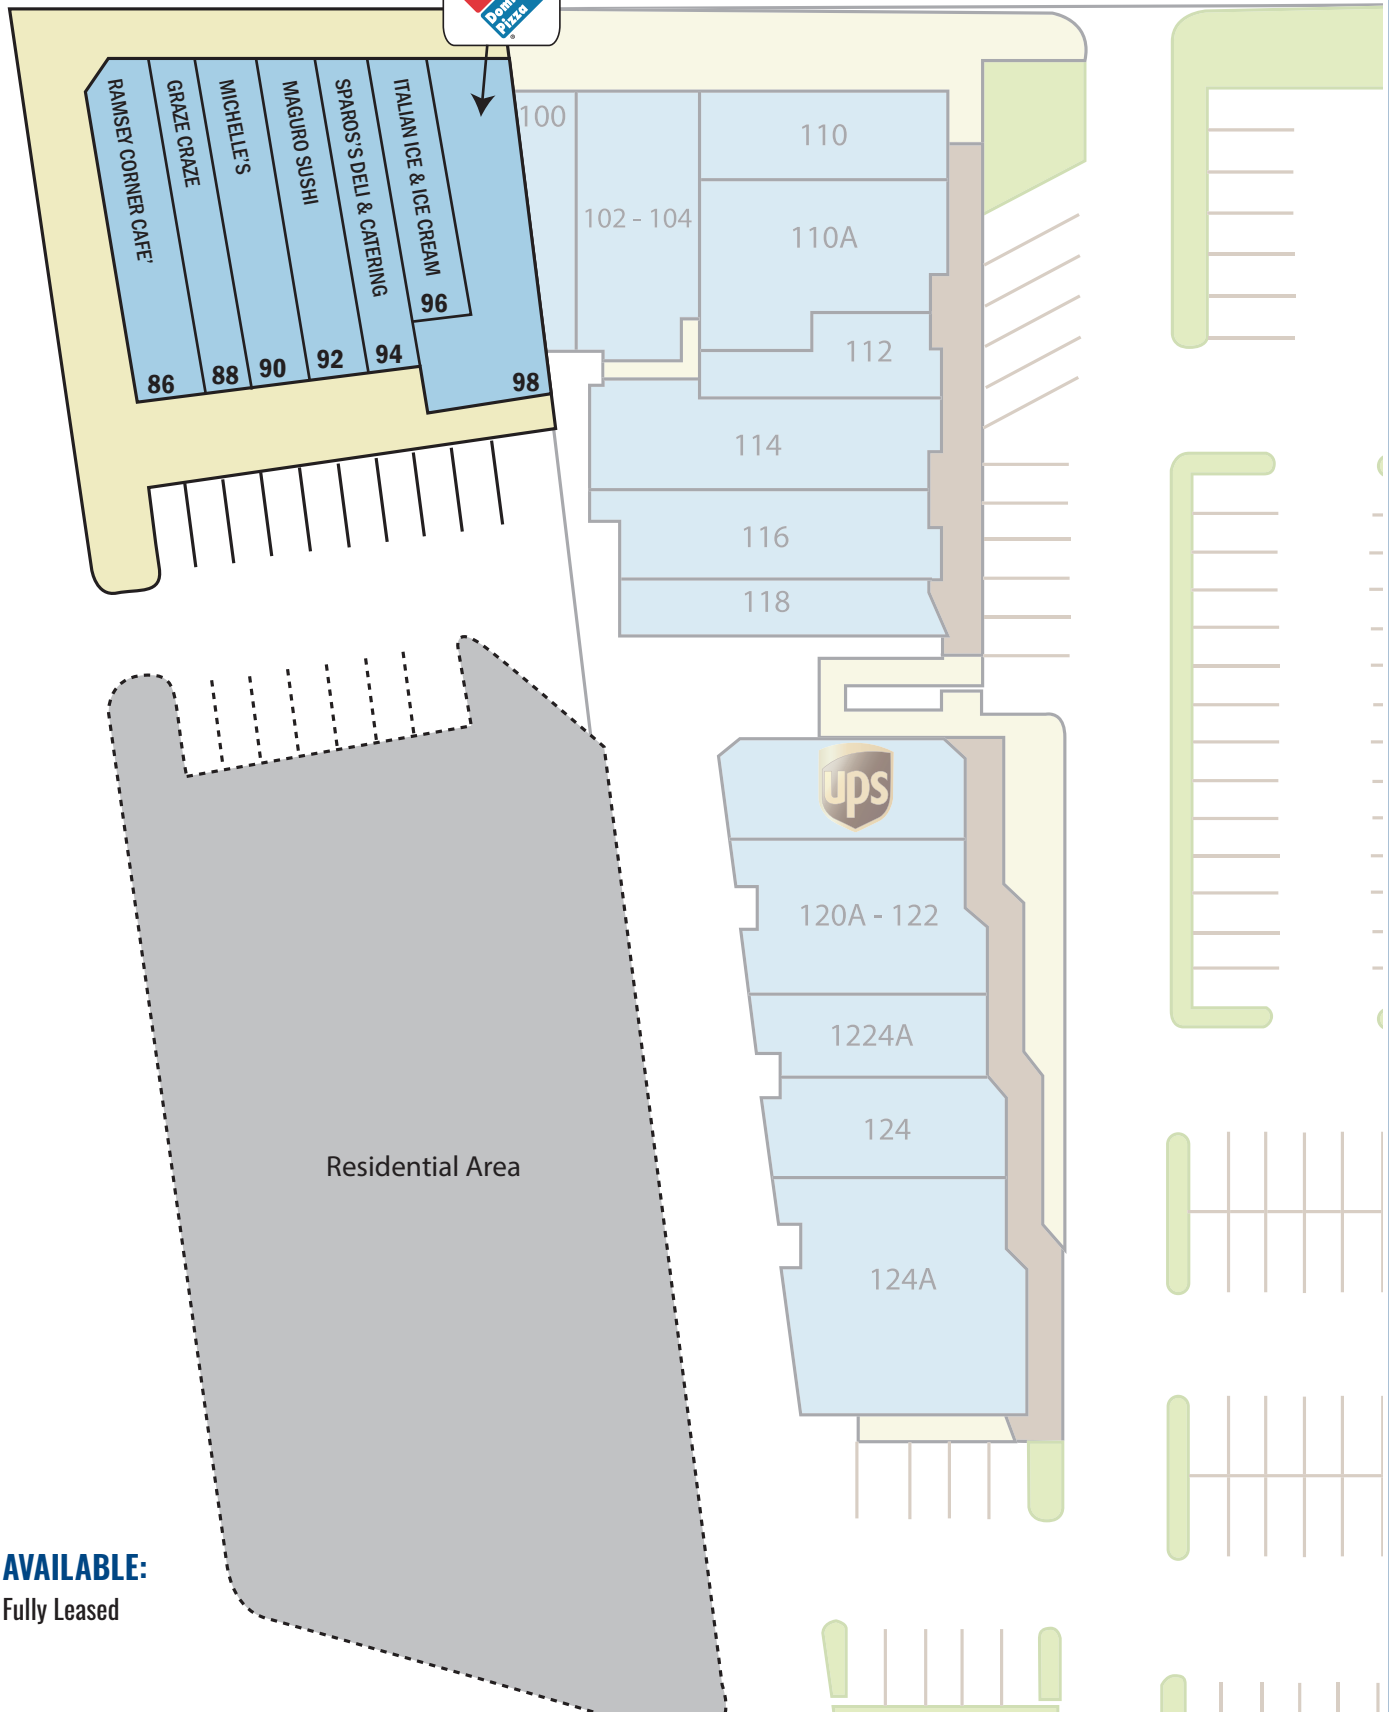 Pizza
RAMSEY CORNER CAFE'
GRAZE CRAZE
MICHELLE'S
MAGURO SUSHI
SPAROS'S DELI & CATERING
ITALIAN ICE & ICE CREAM
86
88
90
92
94
96
98
100
102 - 104
110
110A
112
114
116
118
ups
120A - 122
1224A
124
124A
Residential Area
AVAILABLE:
Fully Leased